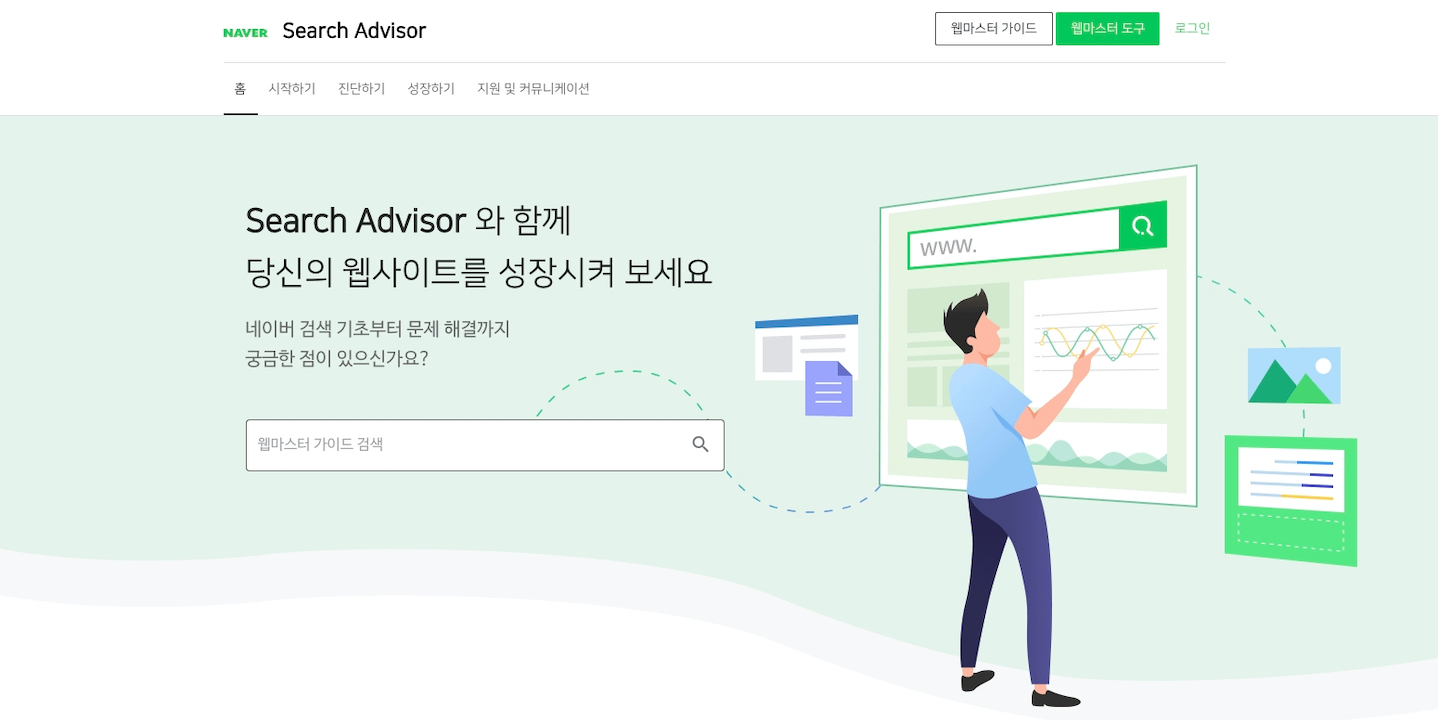 NAVER Search Advisor
웹마스터 가이드
웹마스터 도구
로그인
홈 시작하기 진단하기 성장하기 지원 및 커뮤니케이션
Search Advisor 와 함께
당신의 웹사이트를 성장시켜 보세요
네이버 검색 기초부터 문제 해결까지
궁금한 점이 있으신가요?
웹마스터 가이드 검색
www.